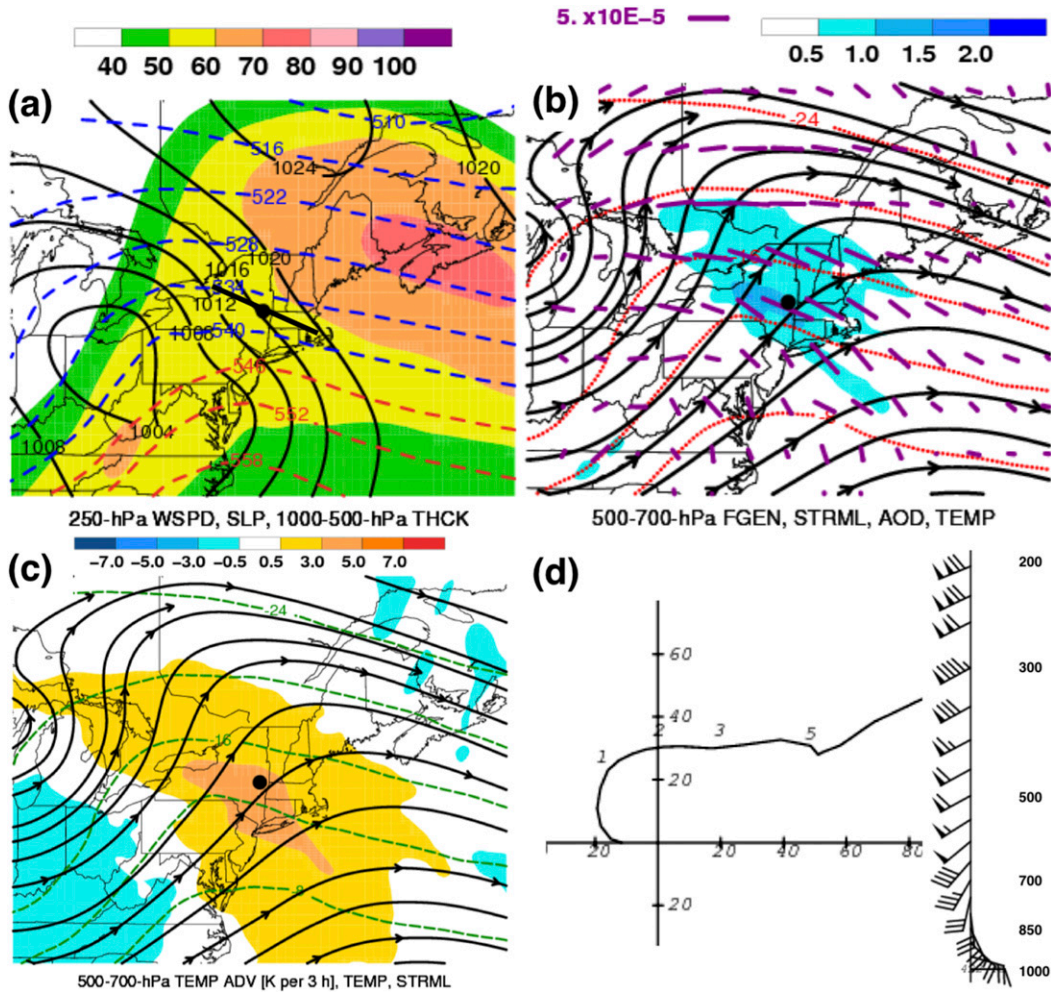 40 50 60 70 80 90 100
5. x10E-5
0.5 1.0 1.5 2.0
(a)
510
516
1024
1020
522
528
1020
1016
534
1012
1008
540
546
552
1004
1008
558
250-hPa WSPD, SLP, 1000-500-hPa THCK
(b)
-24
500-700-hPa FGEN, STRML, AOD, TEMP
−7.0 −5.0 −3.0 −0.5 0.5 3.0 5.0 7.0
(c)
-24
500-700-hPa TEMP ADV [K per 3 h], TEMP, STRML
(d)
60
40
20
1
2
3
5
20 20 40 60 80
20
200
300
500
700
850
1000